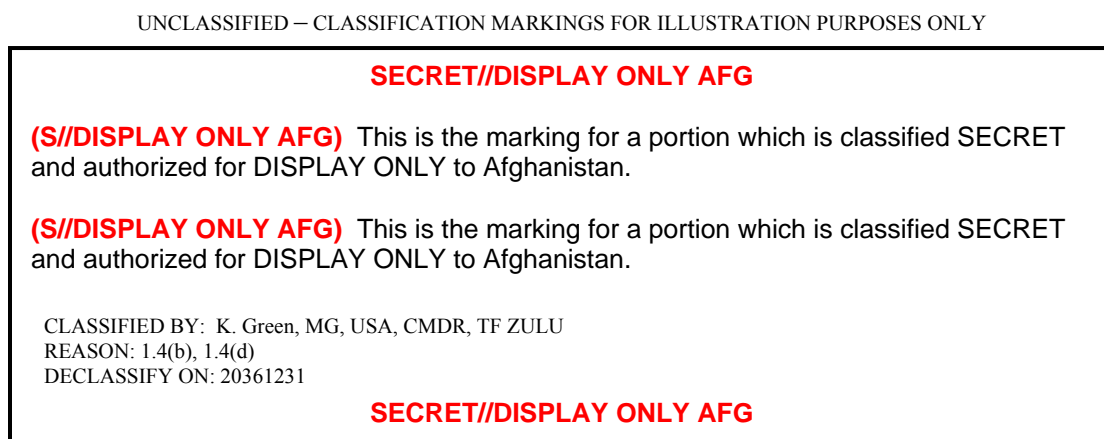 UNCLASSIFIED – CLASSIFICATION MARKINGS FOR ILLUSTRATION PURPOSES ONLY
SECRET//DISPLAY ONLY AFG
(S//DISPLAY ONLY AFG) This is the marking for a portion which is classified SECRET
and authorized for DISPLAY ONLY to Afghanistan.
(S//DISPLAY ONLY AFG) This is the marking for a portion which is classified SECRET
and authorized for DISPLAY ONLY to Afghanistan.
CLASSIFIED BY: K. Green, MG, USA, CMDR, TF ZULU
REASON: 1.4(b), 1.4(d)
DECLASSIFY ON: 20361231
SECRET//DISPLAY ONLY AFG